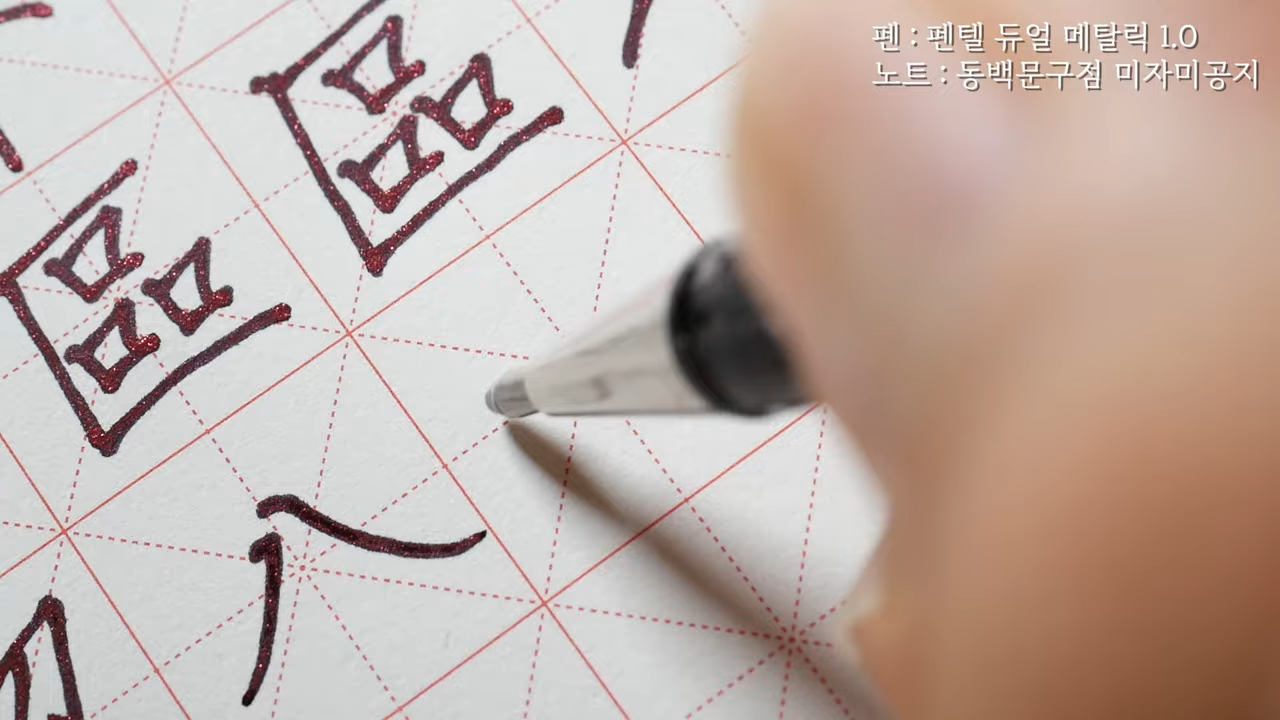 펜 : 펜텔 듀얼 메탈릭 1.0
노트 : 동백문구점 미자미공지
區 區
八